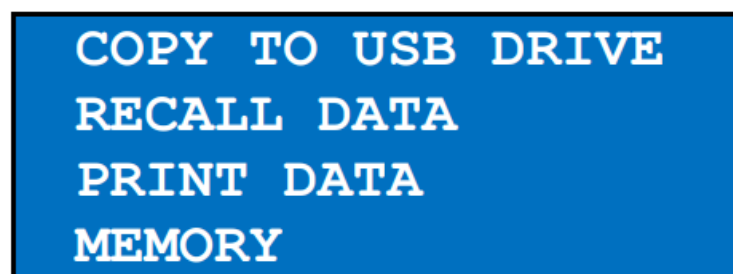 COPY TO USB DRIVE
RECALL DATA
PRINT DATA
MEMORY